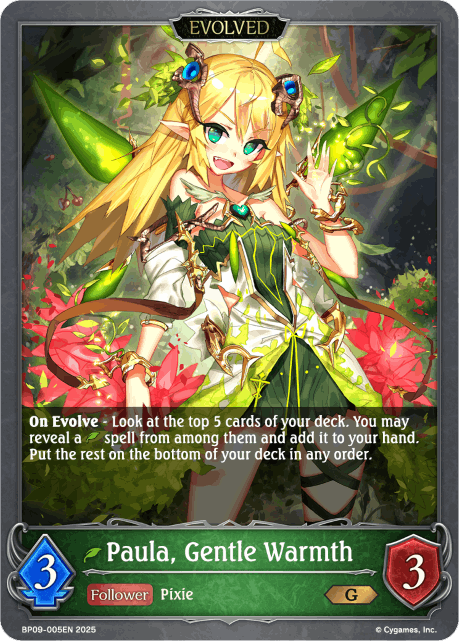 EVOLVED
On Evolve - Look at the top 5 cards of your deck. You may
reveal a spell from among them and add it to your hand.
Put the rest on the bottom of your deck in any order.
Paula, Gentle Warmth
3
Follower Pixie
G
3
BP09-005EN 2025
© Cygames, Inc.